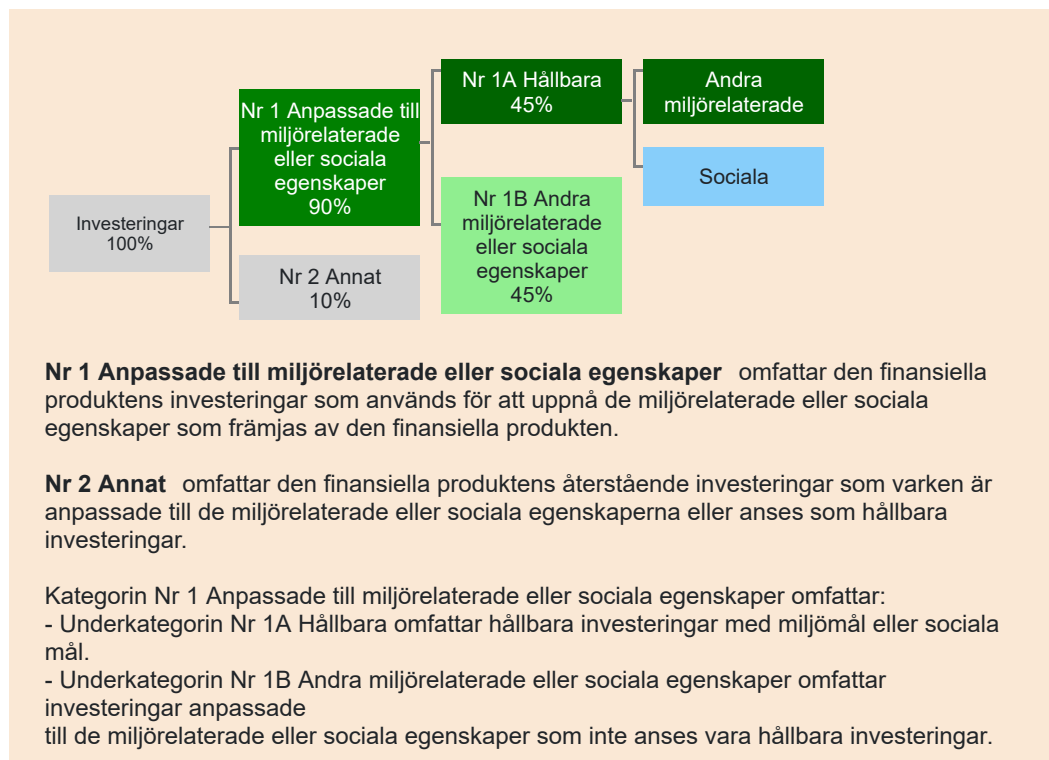 Investeringar
100%
Nr 1 Anpassade till
miljörelaterade
eller sociala
egenskaper
90%
Nr 2 Annat
10%
Nr 1A Hållbara
45%
Nr 1B Andra
miljörelaterade
eller sociala
egenskaper
45%
Andra
miljörelaterade
Sociala
Nr 1 Anpassade till miljörelaterade eller sociala egenskaper omfattar den finansiella
produktens investeringar som används för att uppnå de miljörelaterade eller sociala
egenskaper som främjas av den finansiella produkten.
Nr 2 Annat omfattar den finansiella produktens återstående investeringar som varken är
anpassade till de miljörelaterade eller sociala egenskaperna eller anses som hållbara
investeringar.
Kategorin Nr 1 Anpassade till miljörelaterade eller sociala egenskaper omfattar:
- Underkategorin Nr 1A Hållbara omfattar hållbara investeringar med miljömål eller sociala
mål.
- Underkategorin Nr 1B Andra miljörelaterade eller sociala egenskaper omfattar
investeringar anpassade
till de miljörelaterade eller sociala egenskaper som inte anses vara hållbara investeringar.